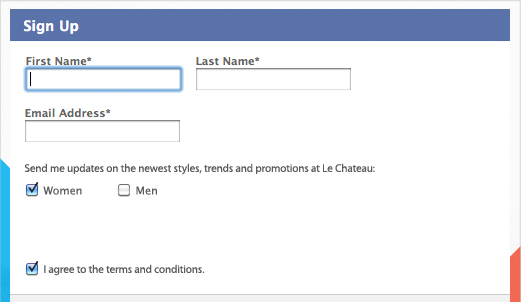 Sign Up
First Name* Last Name*
Email Address*
Send me updates on the newest styles, trends and promotions at Le Chateau:
Women Men
I agree to the terms and conditions.